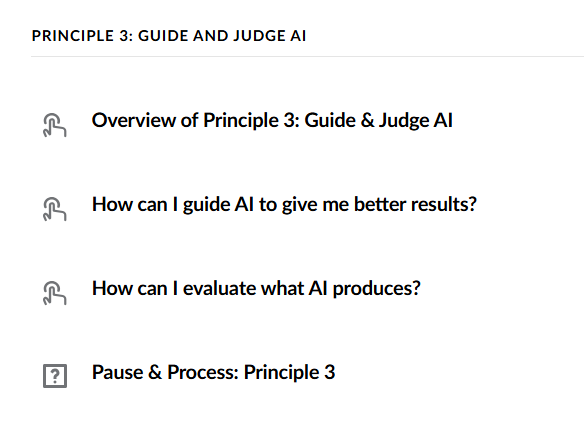 PRINCIPLE 3: GUIDE AND JUDGE AI
Overview of Principle 3: Guide & Judge AI
How can I guide AI to give me better results?
How can I evaluate what AI produces?
Pause & Process: Principle 3